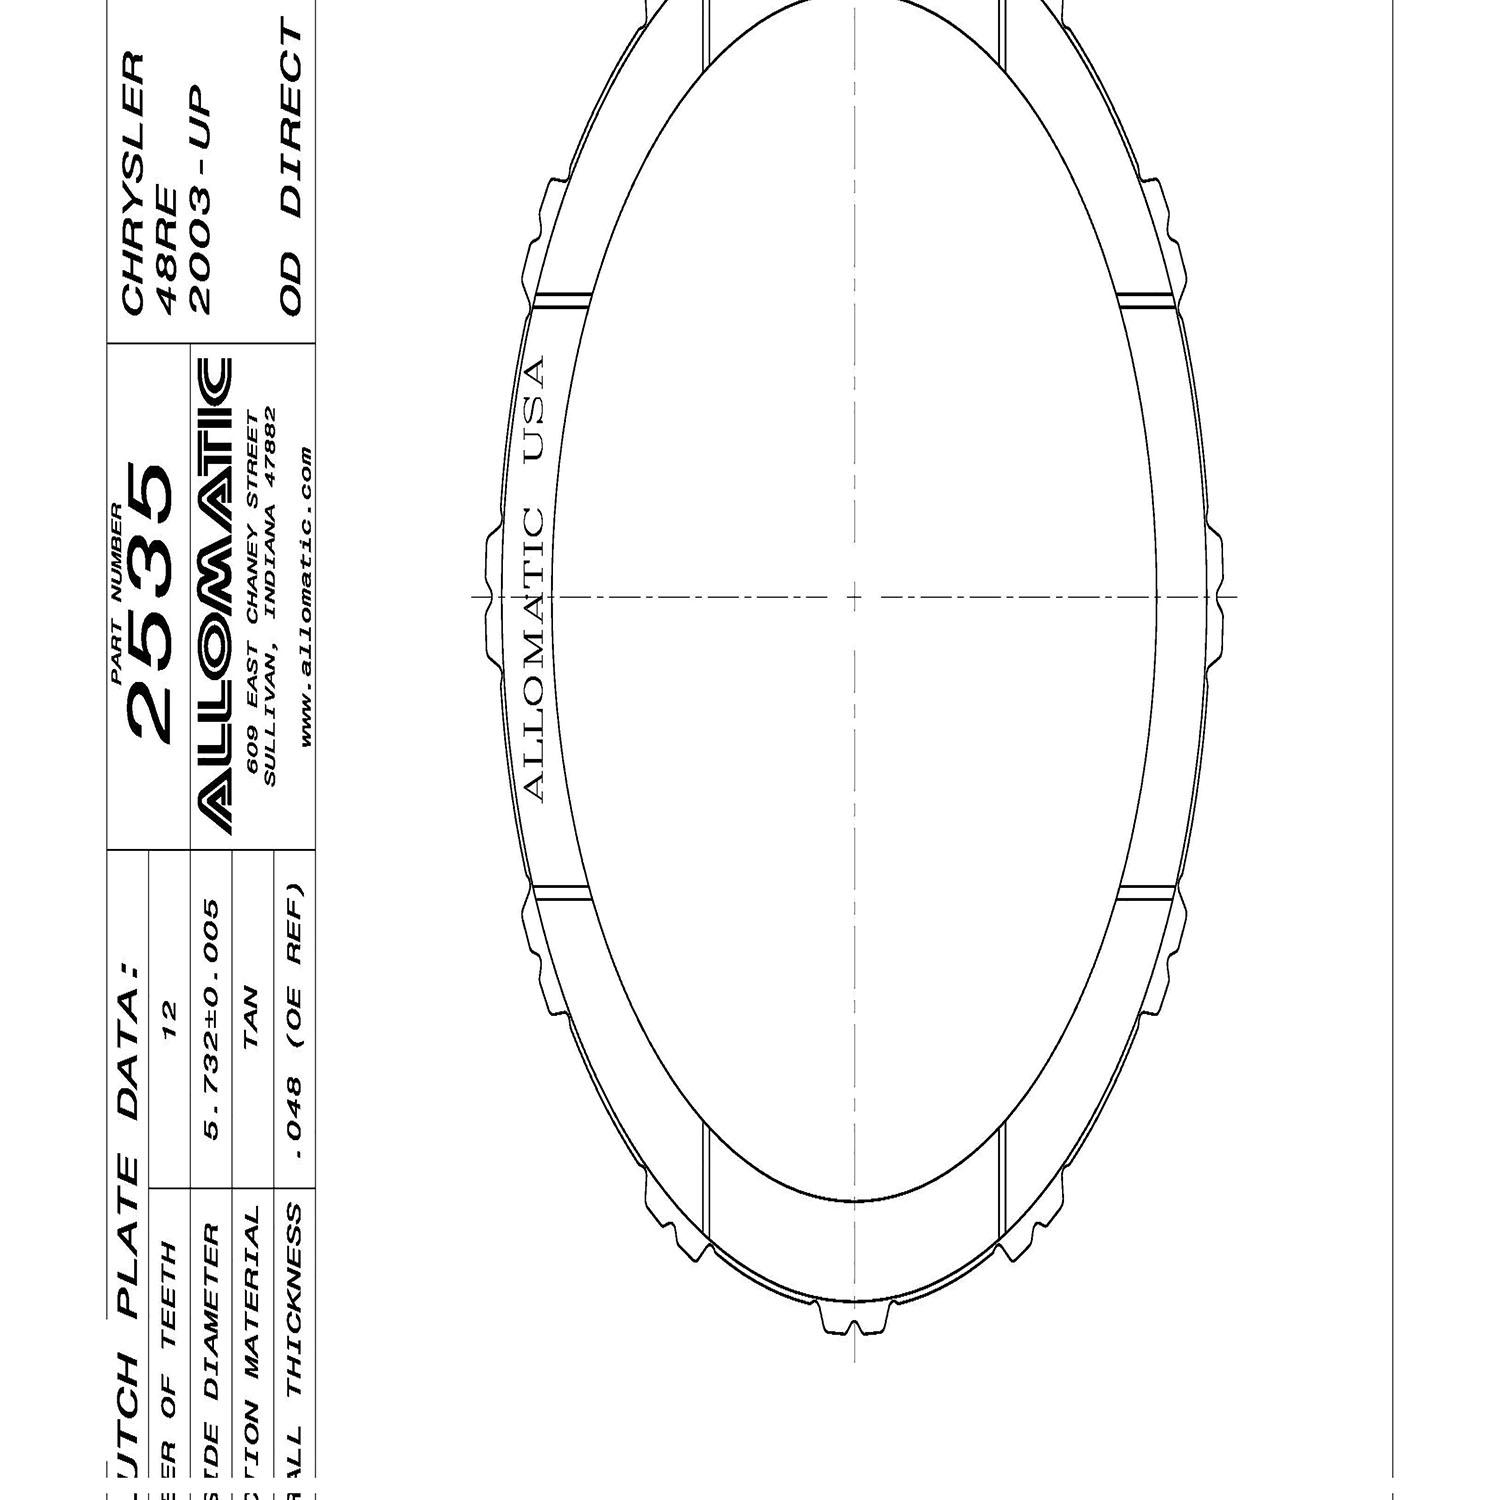 CHRYSLER
48RE
2003-UP
OD DIRECT
PART NUMBER
2535
ALLOMATIC
609 EAST CHANEY STREET
SULLIVAN, INDIANA 47882
www.allomatic.com
UTCH PLATE DATA:
ER OF TEETH 12
IDE DIAMETER 5.732±0.005
TION MATERIAL TAN
ALL THICKNESS .048 (OE REF)
ALLOMATIC USA